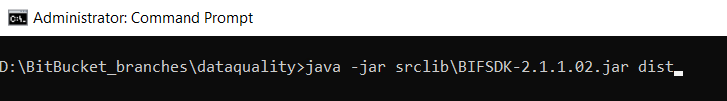 Administrator: Command Prompt
D:\BitBucket_branches\dataquality>java -jar srclib\BIFSDK-2.1.1.02.jar dist